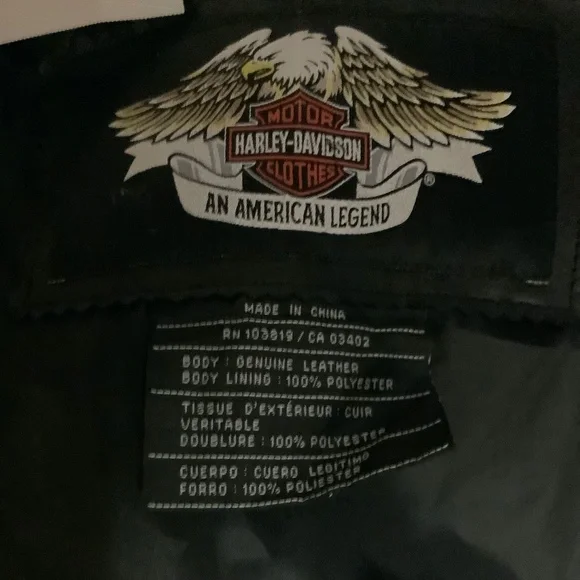 MOTOR
HARLEY-DAVIDSON
CLOTHES
®
AN AMERICAN LEGEND
MADE IN CHINA
RN 103819 / CA 03402
BODY : GENUINE LEATHER
BODY LINING : 100% POLYESTER
TISSUE D'EXTÉRIEUR : CUIR
VERITABLE
DOUBLURE : 100% POLYESTER
CUERPO : CUERO LEGITIMO
FORRO : 100% POLIESTER